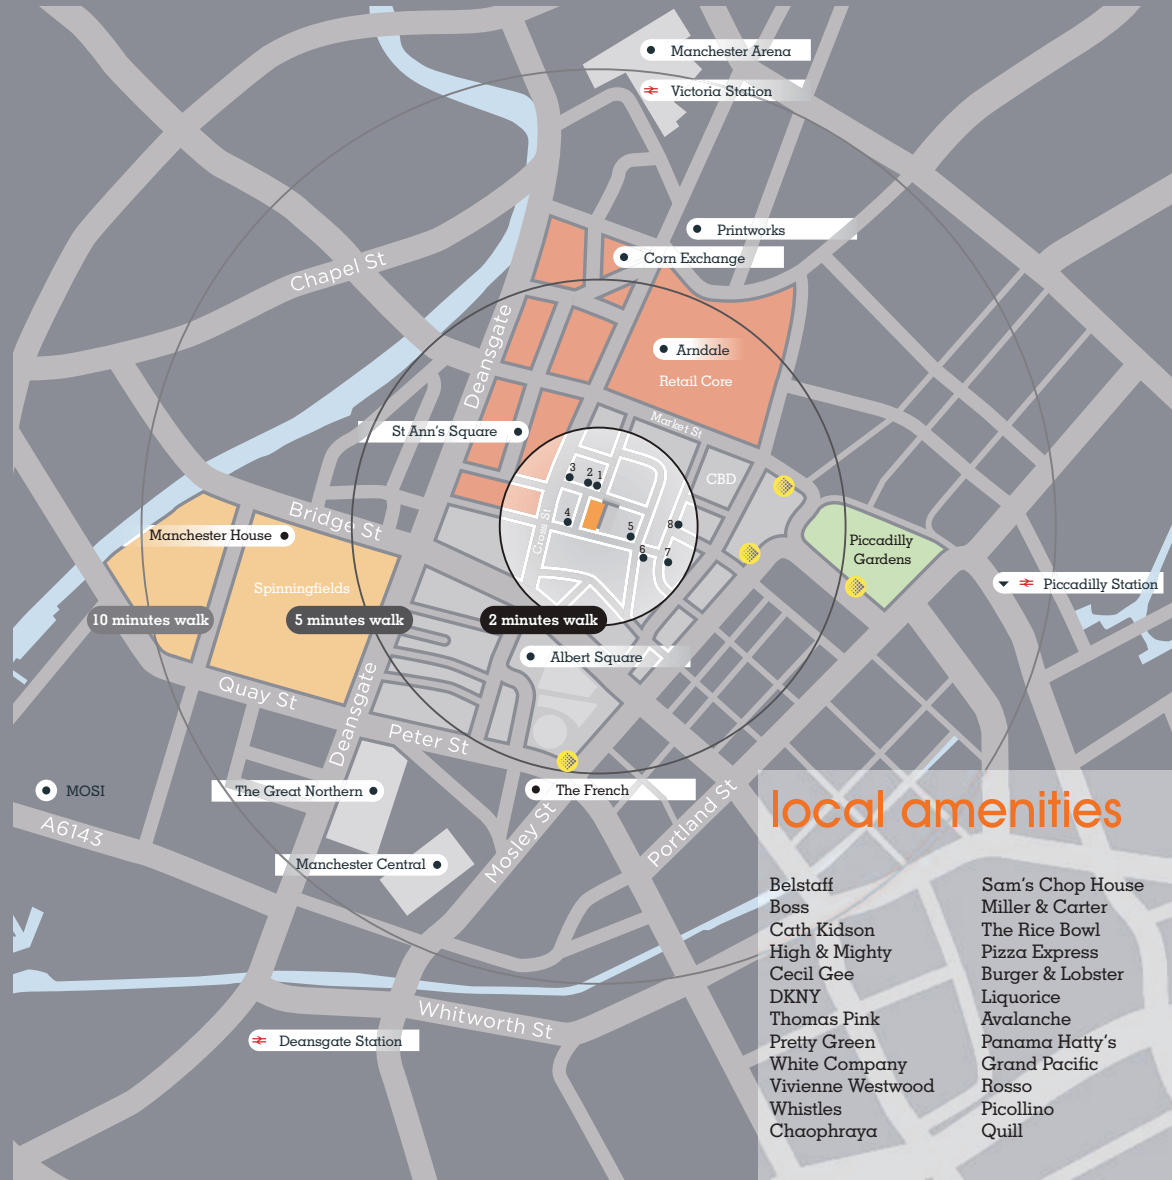 Manchester Arena
Victoria Station
Printworks
Corn Exchange
Chapel St
Deansgate
Arndale
Retail Core
Market St
St Ann's Square
CBD
3
2
1
4
5
8
6
7
Cross St
Bridge St
Manchester House
Spinningfields
Piccadilly
Gardens
Piccadilly Station
10 minutes walk
5 minutes walk
2 minutes walk
Albert Square
Quay St
Deansgate
Peter St
MOSI
The Great Northern
The French
A6143
Manchester Central
Mosley St
Portland St
Whitworth St
Deansgate Station
local amenities
Belstaff
Boss
Cath Kidson
High & Mighty
Cecil Gee
DKNY
Thomas Pink
Pretty Green
White Company
Vivienne Westwood
Whistles
Chaophraya
Sam's Chop House
Miller & Carter
The Rice Bowl
Pizza Express
Burger & Lobster
Liquorice
Avalanche
Panama Hatty's
Grand Pacific
Rosso
Picollino
Quill